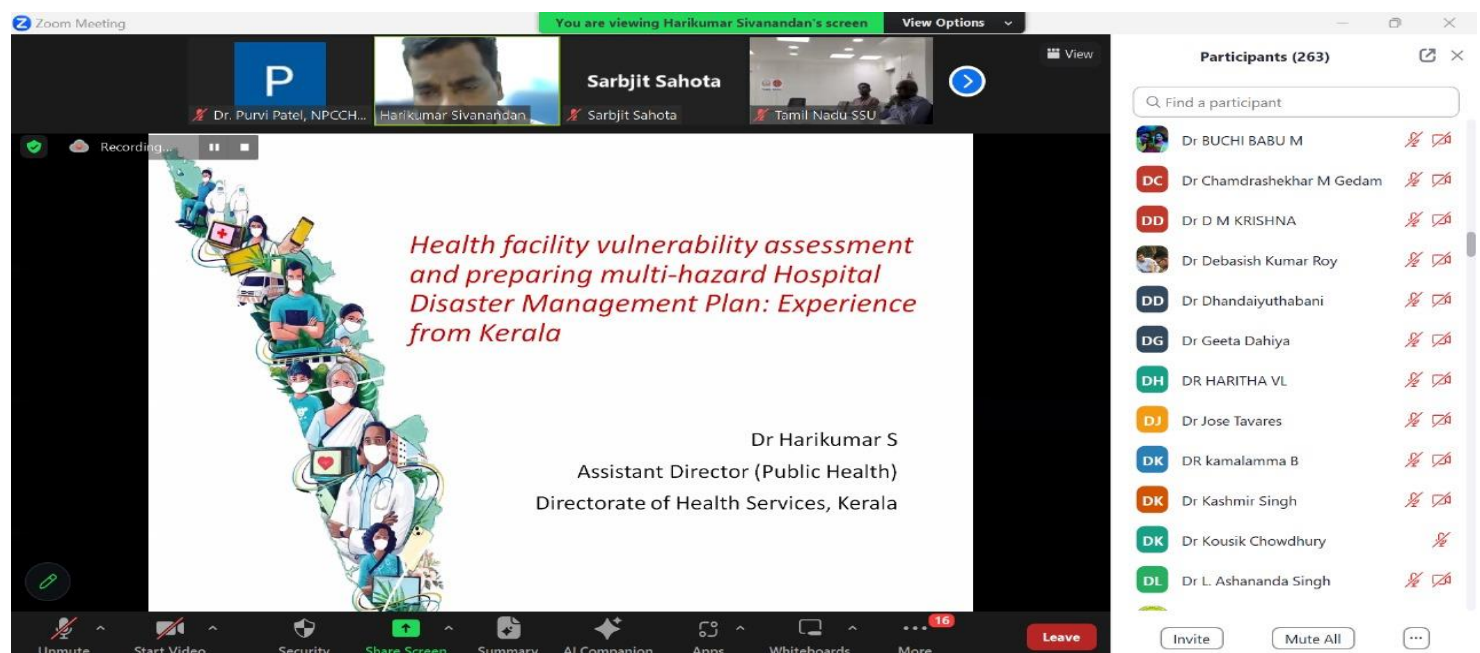 Zoom Meeting
You are viewing Harikumar Sivanandan's screen
View Options
P
Dr. Purvi Patel, NPCCH...
Harikumar Sivanandan
Sarbjit Sahota
Sarbjit Sahota
Tamil Nadu SSU
View
Recording...
Health facility vulnerability assessment
and preparing multi-hazard Hospital
Disaster Management Plan: Experience
from Kerala
Dr Harikumar S
Assistant Director (Public Health)
Directorate of Health Services, Kerala
Unmute
Start Video
Security
Share Screen
Summary
AI Companion
Apps
Whiteboards
16
More
Leave
Participants (263)
Find a participant
Dr BUCHI BABU M
DC Dr Chamdrashekhar M Gedam
DD Dr D M KRISHNA
Dr Debasish Kumar Roy
DD Dr Dhandaiyuthabani
DG Dr Geeta Dahiya
DH DR HARITHA VL
DJ Dr Jose Tavares
DK DR kamalamma B
DK Dr Kashmir Singh
DK Dr Kousik Chowdhury
DL Dr L. Ashananda Singh
Invite
Mute All
...